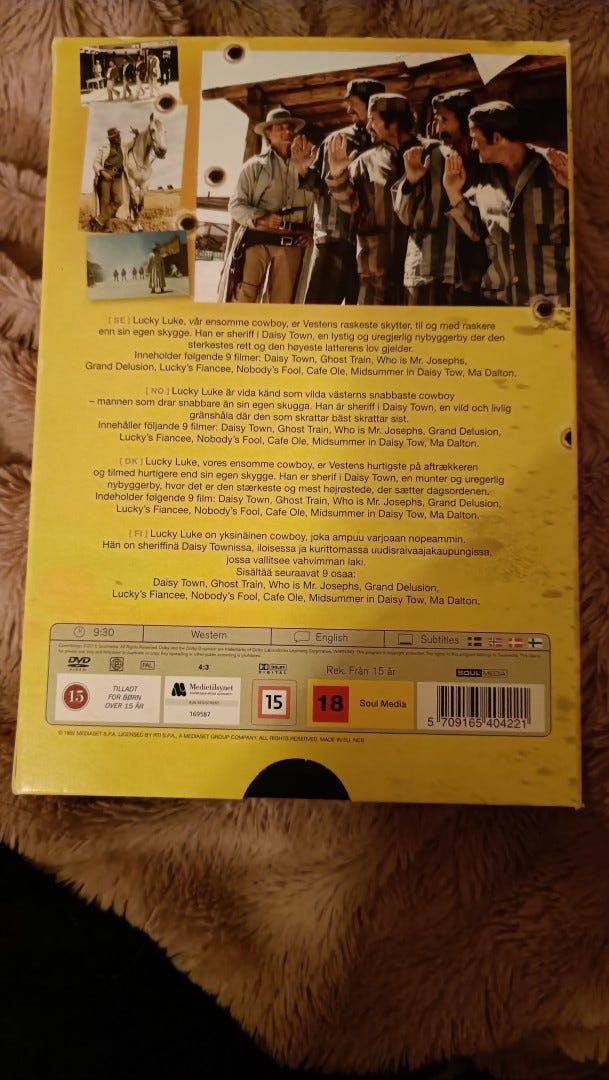 [SE] Lucky Luke, vår ensomme cowboy, er Vestens raskeste skytter, til og med raskere
enn sin egen skygge. Han er sheriff i Daisy Town, en lystig og uregjerlig nybyggerby der den
sterkestes rett og den høyeste latterens lov gjelder.
Inneholder følgende 9 filmer: Daisy Town, Ghost Train, Who is Mr. Josephs,
Grand Delusion, Lucky's Fiancee, Nobody's Fool, Cafe Ole, Midsummer in Daisy Tow, Ma Dalton.
[NO] Lucky Luke är vida känd som vilda västerns snabbaste cowboy
– mannen som drar snabbare än sin egen skugga. Han är sheriff i Daisy Town, en vild och livlig
gränshåla där den som skrattar bäst skrattar sist.
Innehåller följande 9 filmer: Daisy Town, Ghost Train, Who is Mr. Josephs, Grand Delusion,
Lucky's Fiancee, Nobody's Fool, Cafe Ole, Midsummer in Daisy Town, Ma Dalton.
[DK] Lucky Luke, vores ensomme cowboy, er Vestens hurtigste på aftrækkeren
og tilmed hurtigere end sin egen skygge. Han er sherif i Daisy Town, en munter og uregerlig
nybyggerby, hvor det er den stærkeste og mest højrøstede, der sætter dagsordenen.
Indeholder følgende 9 film: Daisy Town, Ghost Train, Who is Mr. Josephs, Grand Delusion,
Lucky's Fiancee, Nobody's Fool, Cafe Ole, Midsummer in Daisy Town, Ma Dalton.
[FI] Lucky Luke on yksinäinen cowboy, joka ampuu varjoaan nopeammin.
Hän on sheriffinä Daisy Townissa, iloisessa ja kurittomassa uudisraivaajakaupungissa,
jossa vallitsee vahvimman laki.
Sisältää seuraavat 9 osaa:
Daisy Town, Ghost Train, Who is Mr. Josephs, Grand Delusion,
Lucky's Fiancee, Nobody's Fool, Cafe Ole, Midsummer in Daisy Town, Ma Dalton.
9:30 Western English Subtitles
DVD PAL 4:3 DOLBY DIGITAL Rek. Från 15 år SOULMEDIA
15 TILLADT FOR BØRN OVER 15 ÅR
Medietilsynet
169587
15
18 Soul Media
5 709165 404221
© 1992 MEDIASET S.P.A. LICENSED BY RTI S.P.A., A MEDIASET GROUP COMPANY. ALL RIGHTS RESERVED. MADE IN EU, NCB